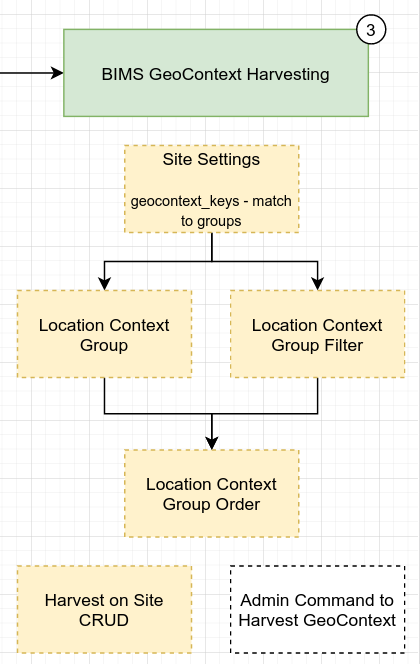 3
BIMS GeoContext Harvesting
Site Settings
geocontext_keys - match
to groups
Location Context
Group
Location Context
Group Filter
Location Context
Group Order
Harvest on Site
CRUD
Admin Command to
Harvest GeoContext